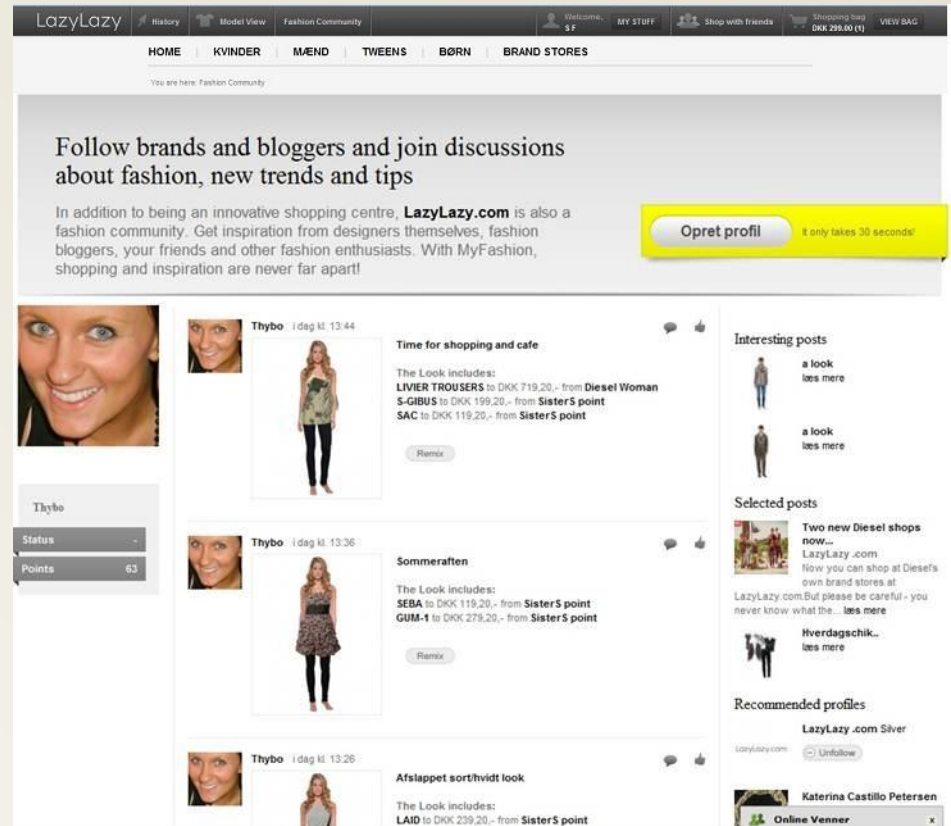 LazyLazy
History
Model View
Fashion Community
Welcome,
S F
MY STUFF
Shop with friends
Shopping bag
DKK 299.00 (1)
VIEW BAG
HOME
KVINDER
MÆND
TWEENS
BØRN
BRAND STORES
You are here: Fashion Community
Follow brands and bloggers and join discussions
about fashion, new trends and tips
In addition to being an innovative shopping centre, LazyLazy.com is also a
fashion community. Get inspiration from designers themselves, fashion
bloggers, your friends and other fashion enthusiasts. With MyFashion,
shopping and inspiration are never far apart!
Opret profil
It only takes 30 seconds!
Thybo
Status -
Points 63
Thybo i dag kl. 13:44
Time for shopping and cafe
The Look includes:
LIVIER TROUSERS to DKK 719,20,- from Diesel Woman
S-GIBUS to DKK 199,20,- from SisterS point
SAC to DKK 119,20,- from SisterS point
Remix
Thybo i dag kl. 13:36
Sommeraften
The Look includes:
SEBA to DKK 119,20,- from SisterS point
GUM-1 to DKK 279,20,- from SisterS point
Remix
Thybo i dag kl. 13:26
Afslappet sort/hvidt look
The Look includes:
LAID to DKK 239,20,- from SisterS point
Interesting posts
a look
læs mere
a look
læs mere
Selected posts
Two new Diesel shops
now...
LazyLazy .com
Now you can shop at Diesel's
own brand stores at
LazyLazy.com.But please be careful - you
never know what the... læs mere
Hverdagschik..
læs mere
Recommended profiles
LazyLazy .com Silver
LazyLazy.com
Unfollow
Katerina Castillo Petersen
Online Venner x